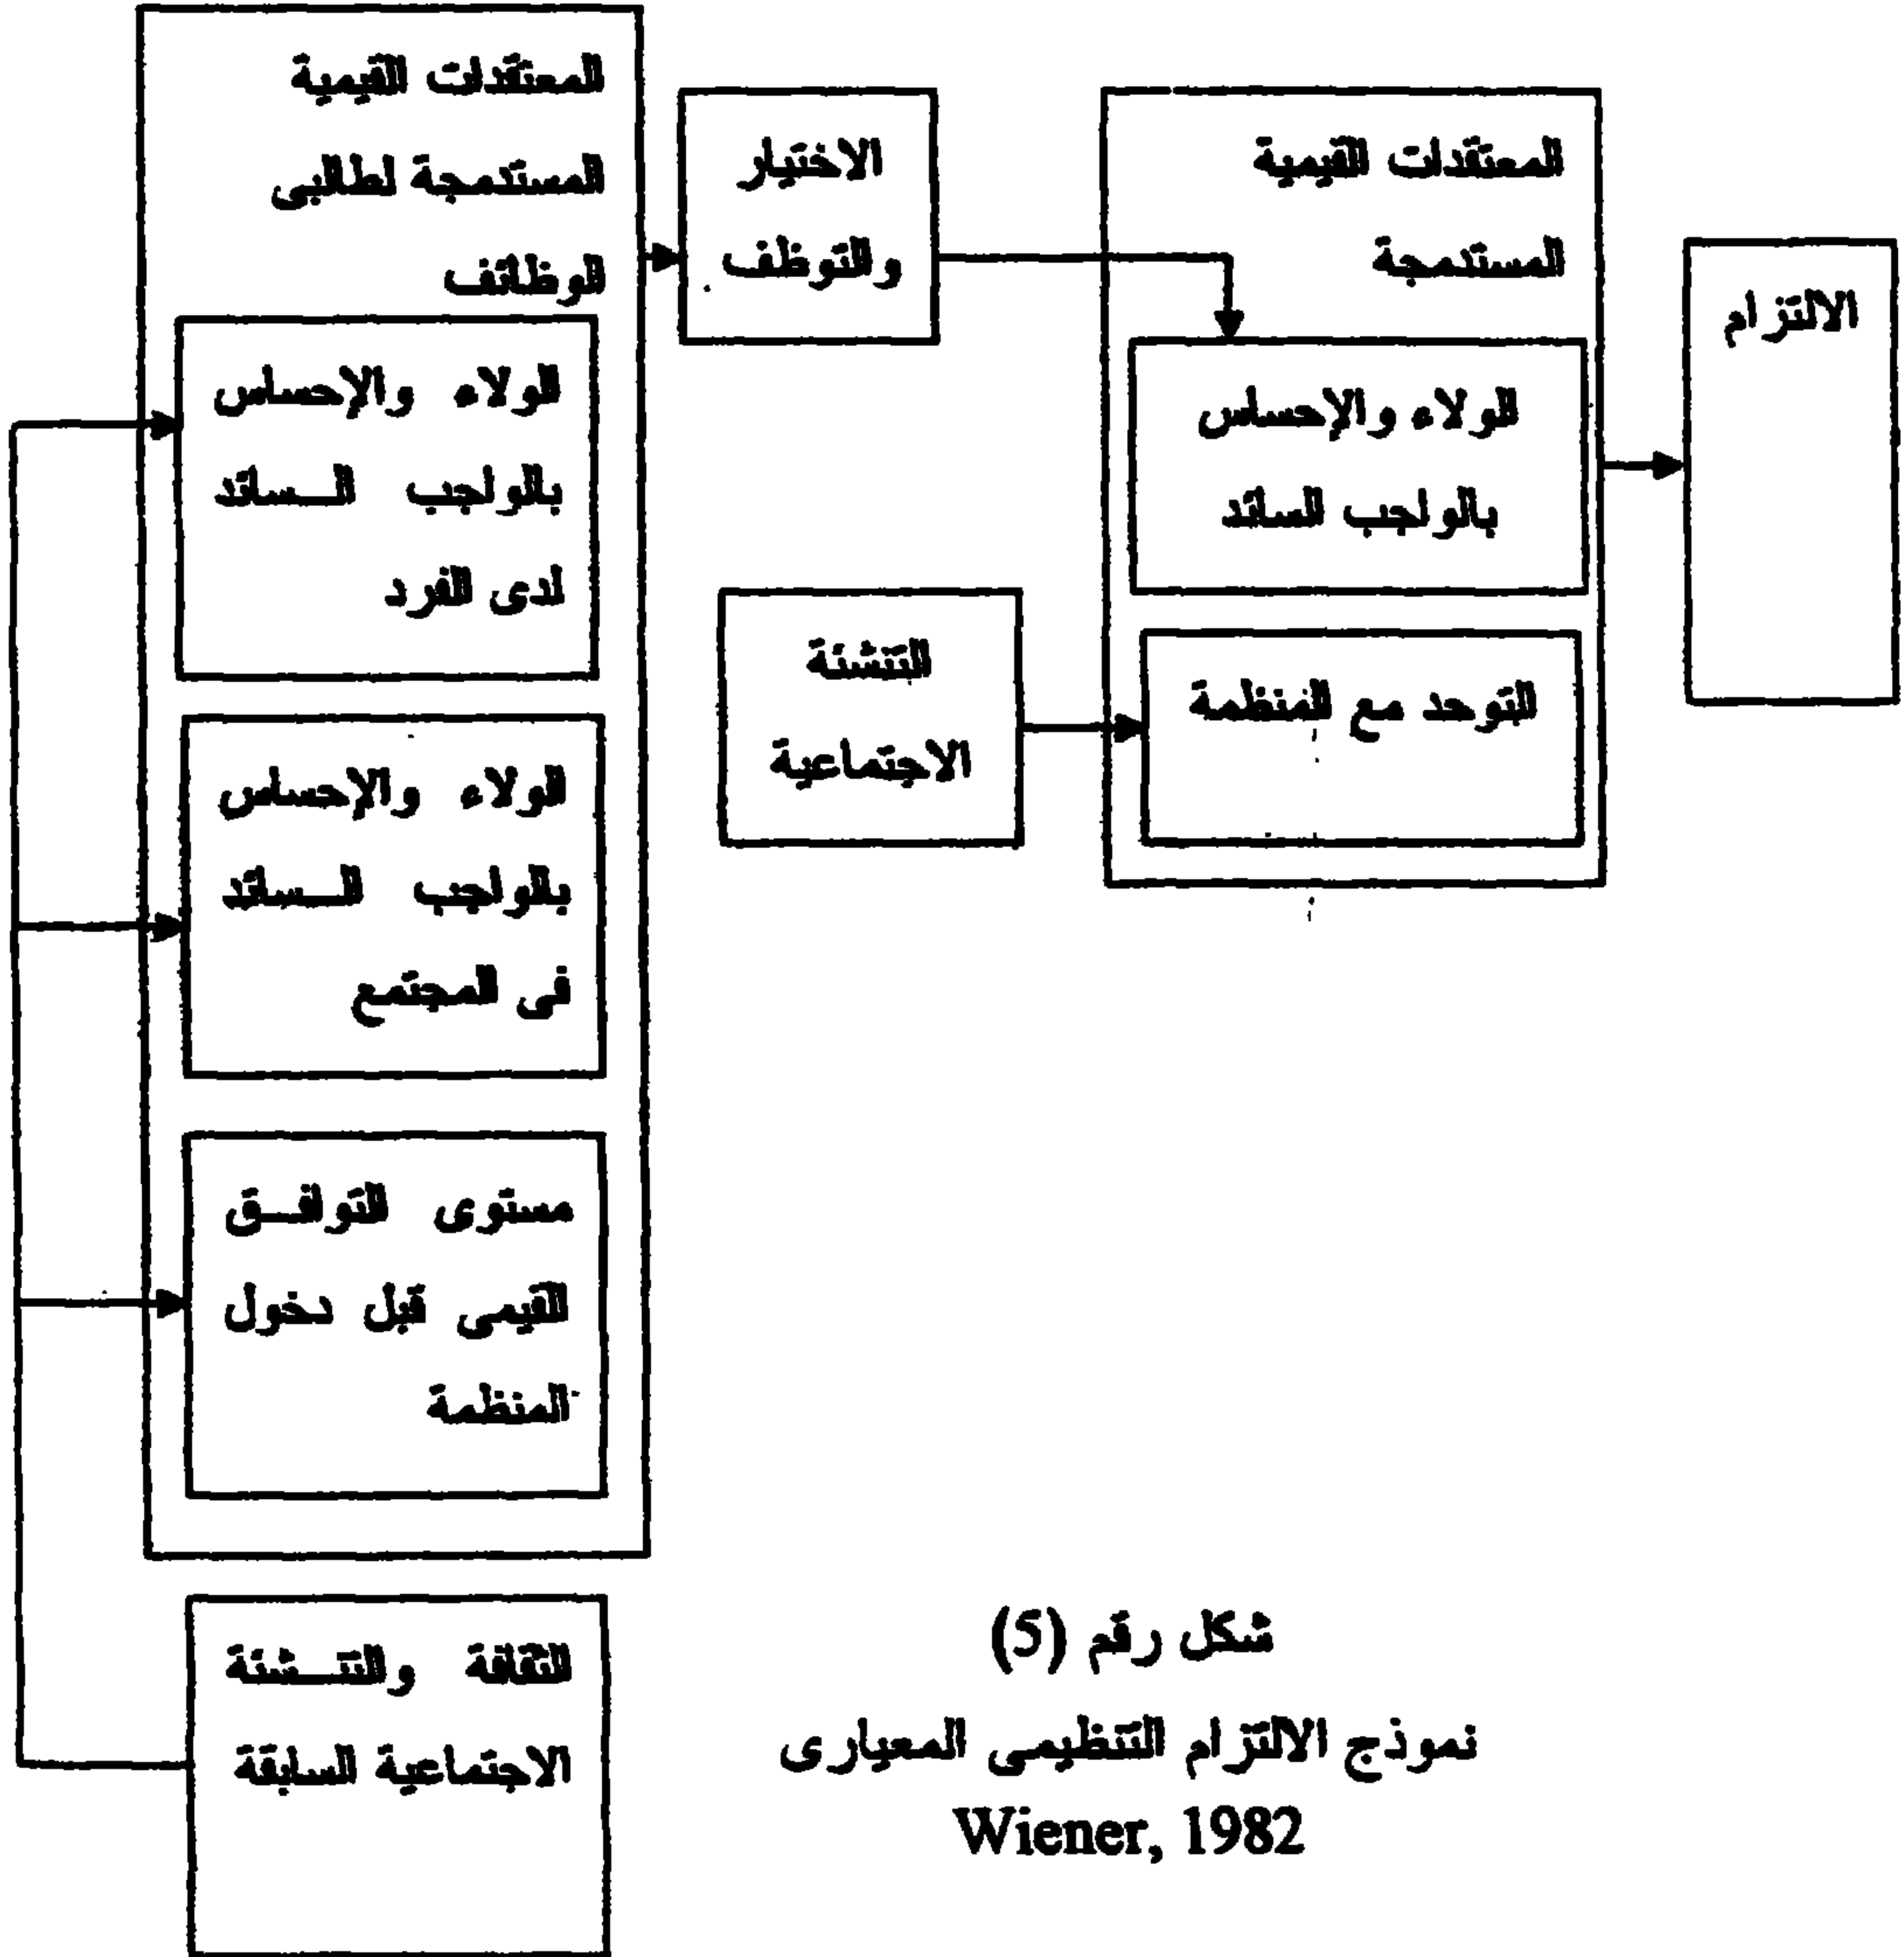 المعتقدات القيمية
المستدمجة لطالبى
الوظائف
الولاء والإحساس
بالواجب السائد
لدى الفرد
الولاء والإحساس
بالواجب السائد
فى المجتمع
مستوى التوافق
القيمى قبل دخول
المنظمة
الثقافة والتنشئة
الاجتماعية السابقة
الاختيار
والتوظف
التنشئة
الاجتماعية
المعتقدات القيمية
المستدمجة
الولاء والإحساس
بالواجب السائد
التوحد مع المنظمة
الالتزام
شكل رقم (5)
نموذج الالتزام التنظيمى المعيارى
Wiener, 1982